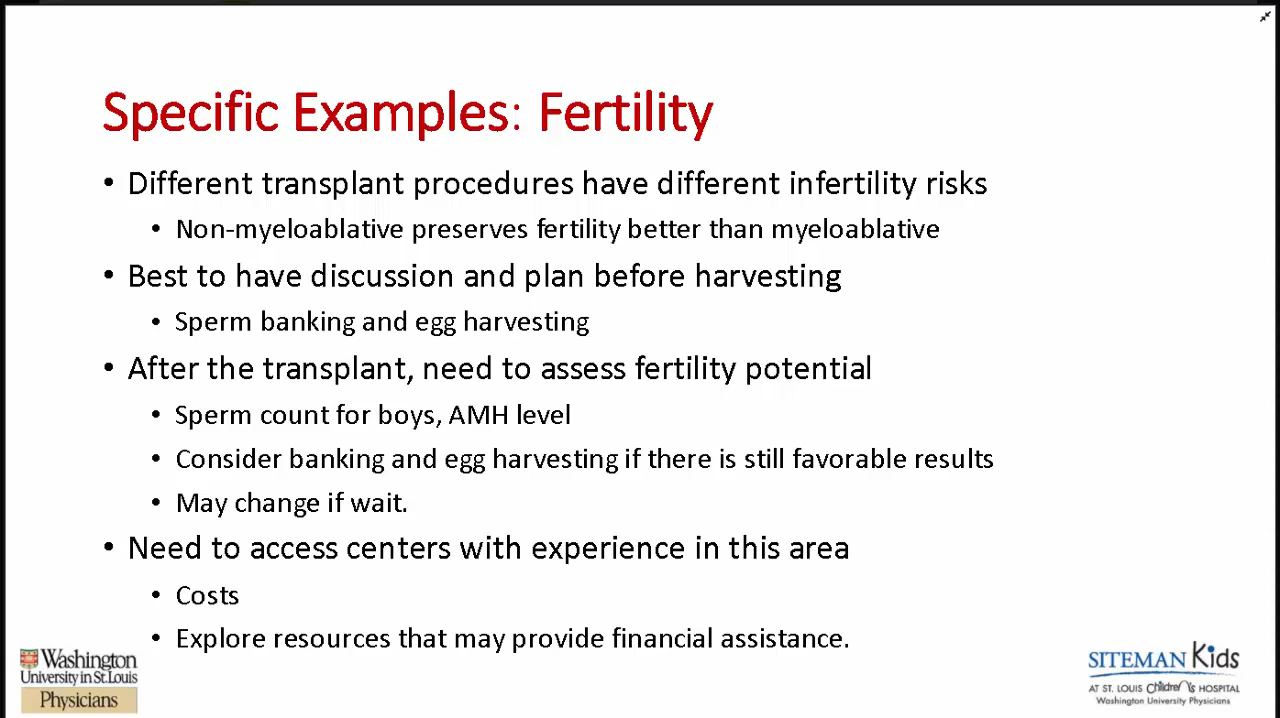 Specific Examples: Fertility
• Different transplant procedures have different infertility risks
• Non-myeloablative preserves fertility better than myeloablative
• Best to have discussion and plan before harvesting
• Sperm banking and egg harvesting
• After the transplant, need to assess fertility potential
• Sperm count for boys, AMH level
• Consider banking and egg harvesting if there is still favorable results
• May change if wait.
• Need to access centers with experience in this area
• Costs
• Explore resources that may provide financial assistance.
Washington
University in St. Louis
Physicians
SITEMAN Kids
AT ST. LOUIS Children's HOSPITAL
Washington University Physicians